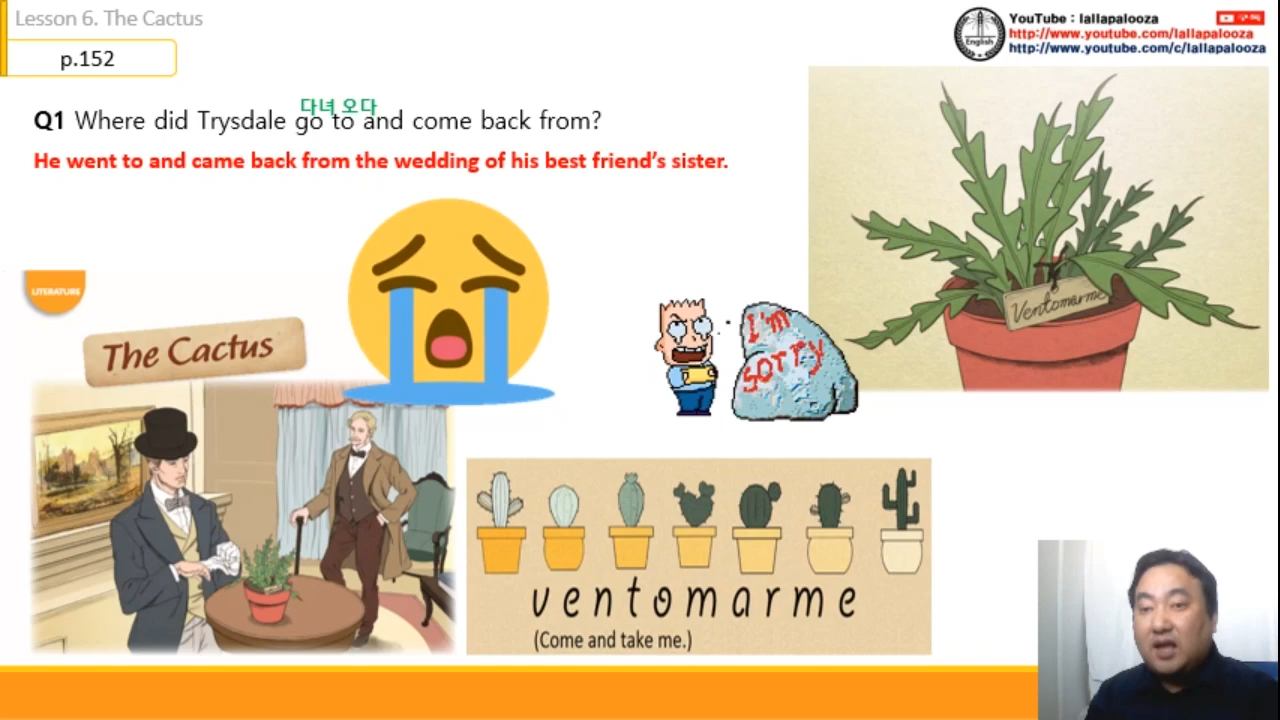 Lesson 6. The Cactus
p.152
YouTube : lallapalooza
http://www.youtube.com/lallapalooza
http://www.youtube.com/c/lallapalooza
English
다녀 오다
Q1 Where did Trysdale go to and come back from?
He went to and came back from the wedding of his best friend's sister.
LITERATURE
The Cactus
I'm
sorry
Ventomarme
ventomarme
(Come and take me.)